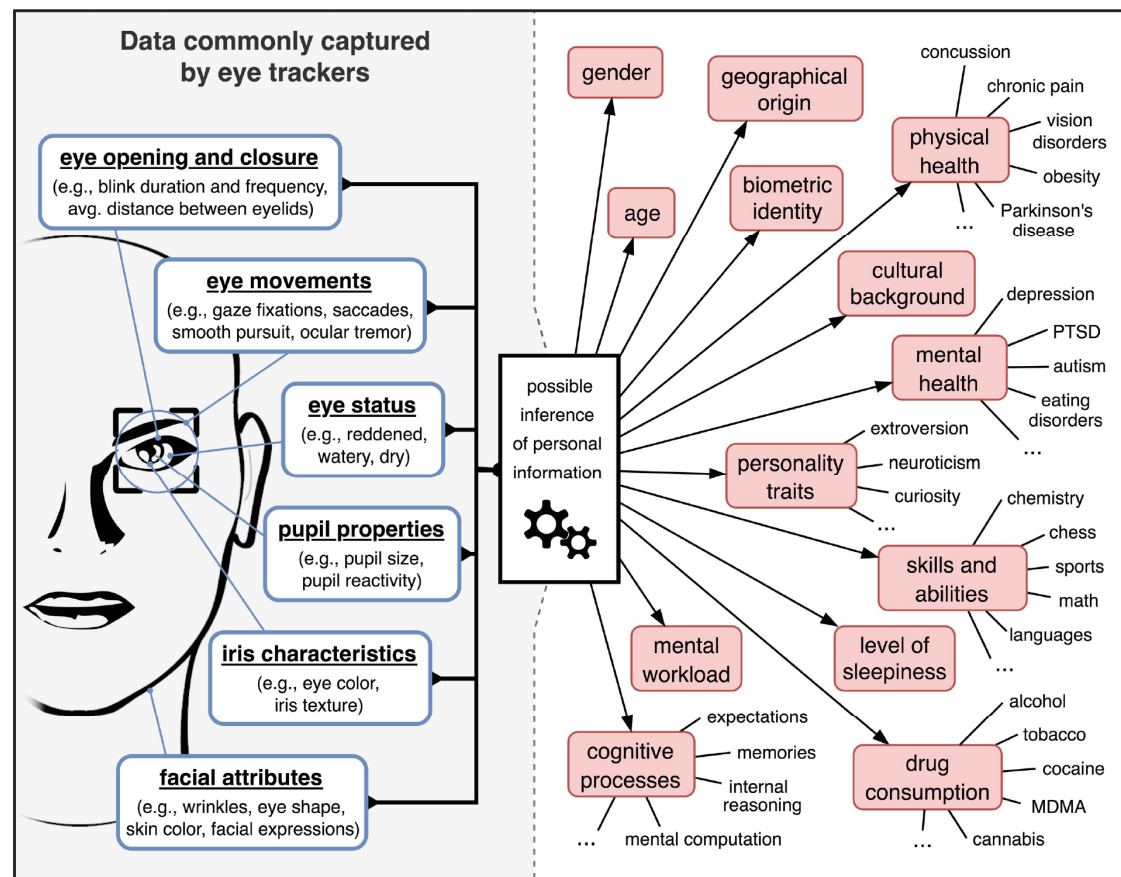 Data commonly captured
by eye trackers
eye opening and closure
(e.g., blink duration and frequency,
avg. distance between eyelids)
eye movements
(e.g., gaze fixations, saccades,
smooth pursuit, ocular tremor)
eye status
(e.g., reddened,
watery, dry)
pupil properties
(e.g., pupil size,
pupil reactivity)
iris characteristics
(e.g., eye color,
iris texture)
facial attributes
(e.g., wrinkles, eye shape,
skin color, facial expressions)
possible
inference
of personal
information
gender
geographical
origin
age
biometric
identity
physical
health
concussion
chronic pain
vision
disorders
obesity
Parkinson's
disease
...
cultural
background
mental
health
depression
PTSD
autism
eating
disorders
...
personality
traits
extroversion
neuroticism
curiosity
...
skills and
abilities
chemistry
chess
sports
math
languages
...
mental
workload
level of
sleepiness
cognitive
processes
expectations
memories
internal
reasoning
mental computation
...
drug
consumption
alcohol
tobacco
cocaine
MDMA
cannabis
...